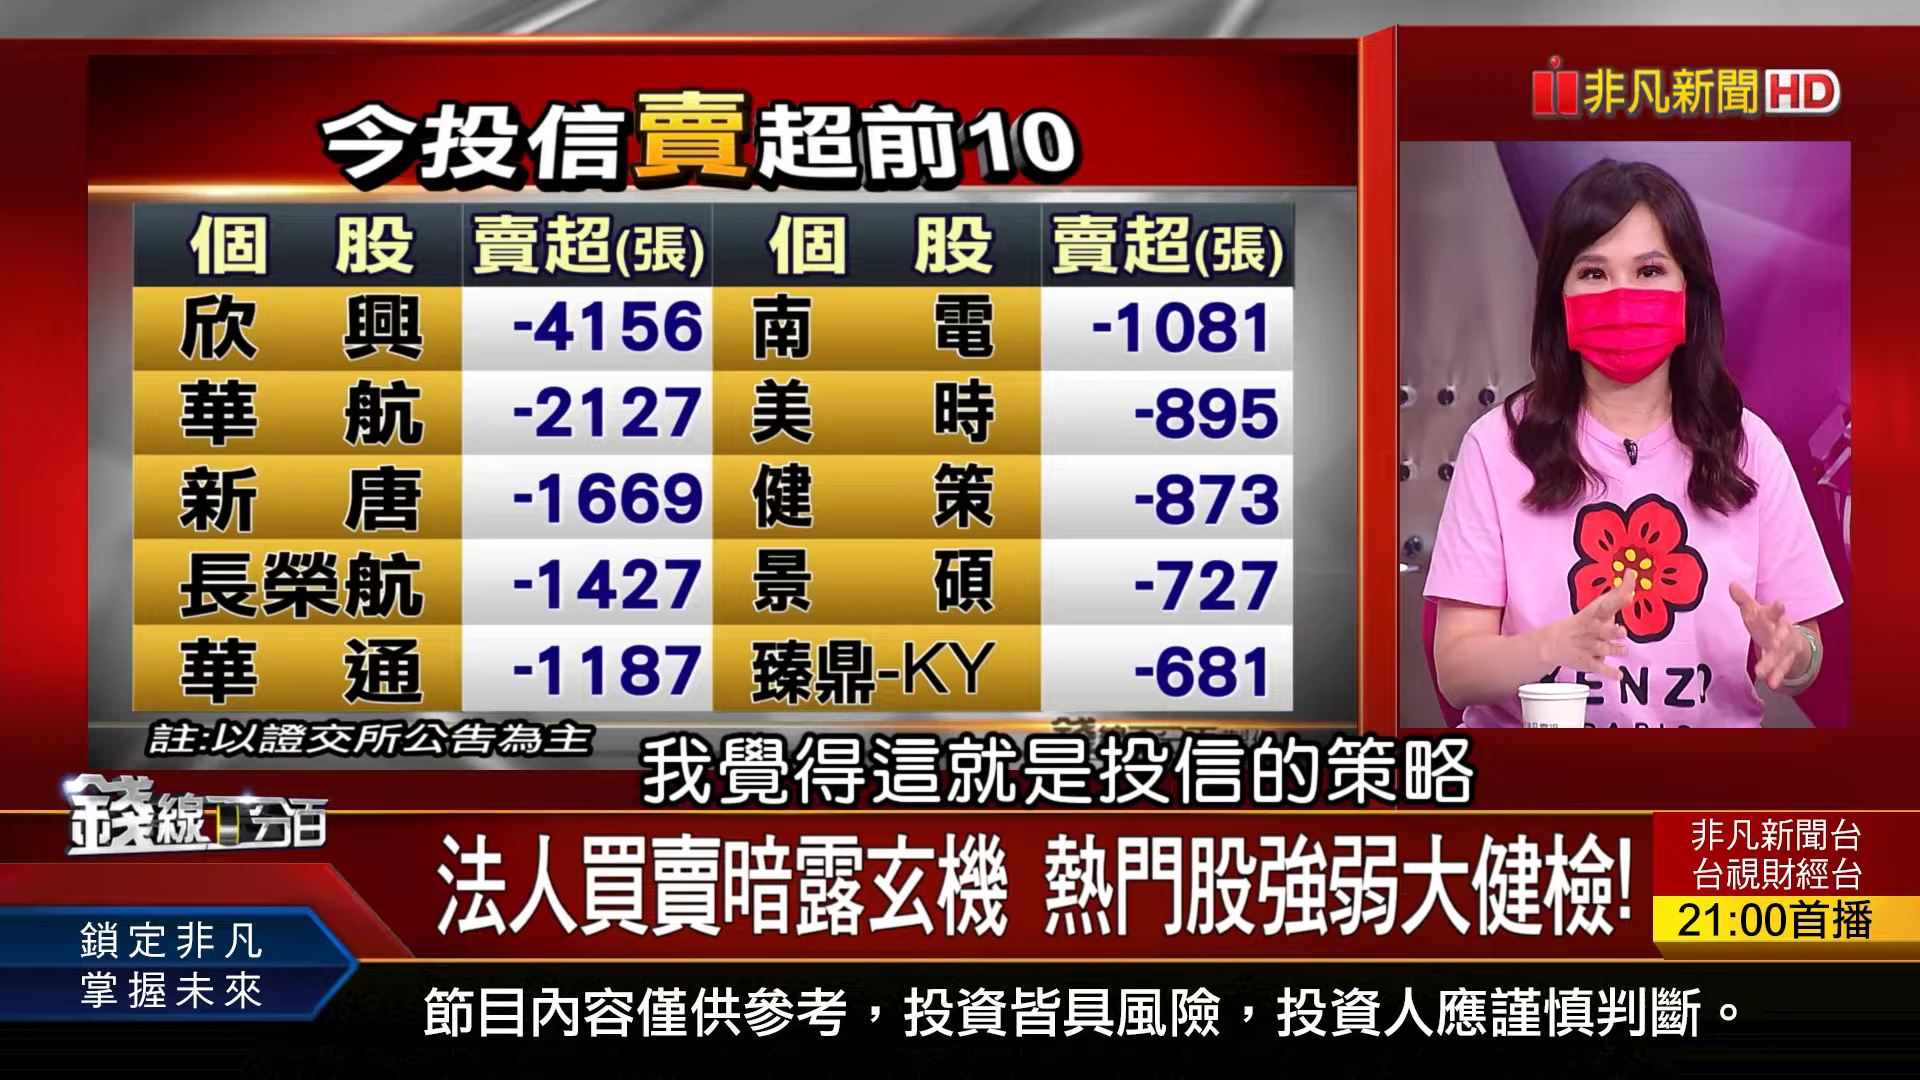 今投信賣超前10
非凡新聞HD
個股 賣超(張) 個股 賣超(張)
欣興 -4156 南電 -1081
華航 -2127 美時 -895
新唐 -1669 健策 -873
長榮航 -1427 景碩 -727
華通 -1187 臻鼎-KY -681
註:以證交所公告為主
我覺得這就是投信的策略
錢線百分百
法人買賣暗露玄機 熱門股強弱大健檢!
非凡新聞台
台視財經台
21:00首播
鎖定非凡
掌握未來
節目內容僅供參考，投資皆具風險，投資人應謹慎判斷。